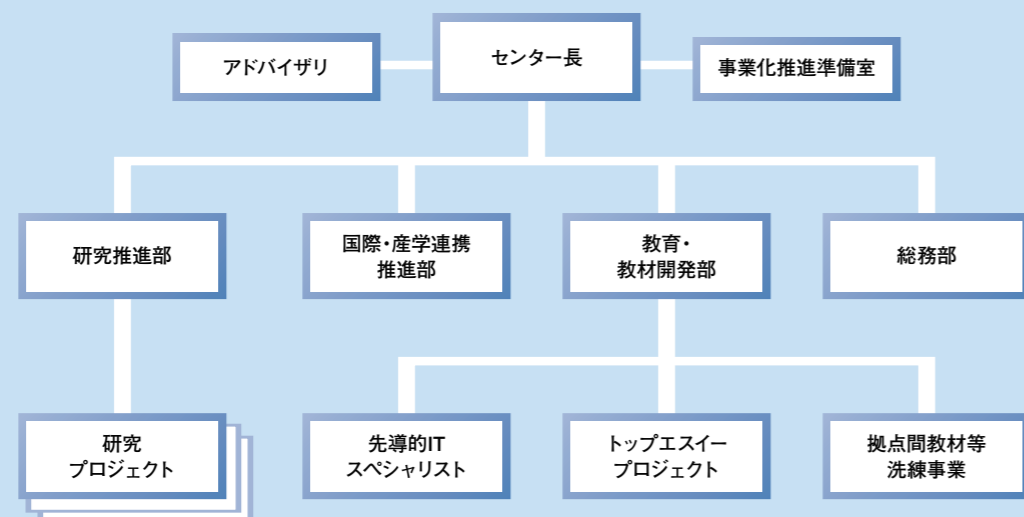 アドバイザリ
センター長
事業化推進準備室
研究推進部
国際・産学連携
推進部
教育・
教材開発部
総務部
研究
プロジェクト
先導的IT
スペシャリスト
トップエスイー
プロジェクト
拠点間教材等
洗練事業